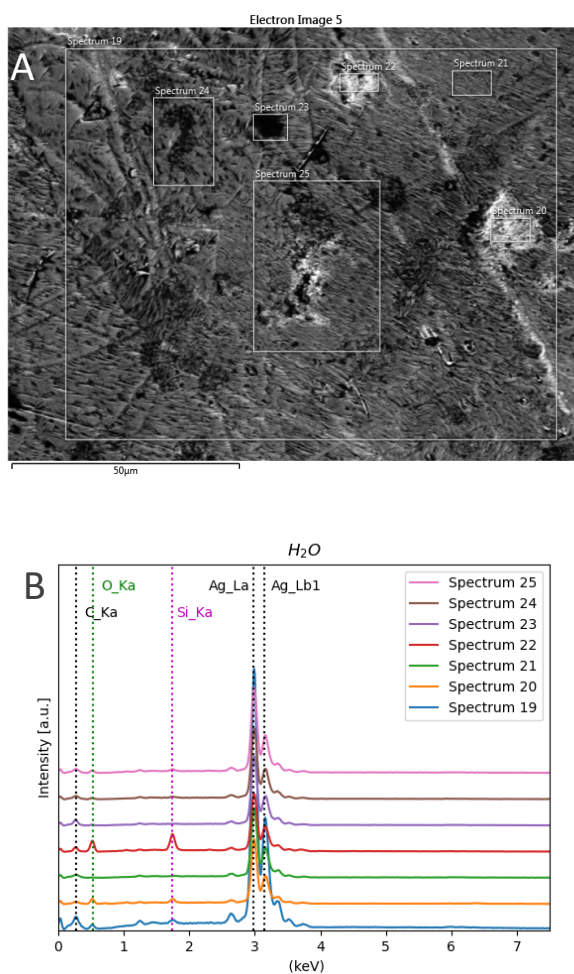 Electron Image 5
Spectrum 19
A
Spectrum 22
Spectrum 21
Spectrum 24
Spectrum 23
Spectrum 25
Spectrum 20
50μm
H₂O
B
O_Ka
Ag_La
Ag_Lb1
C_Ka
Si_Ka
Spectrum 25
Spectrum 24
Spectrum 23
Spectrum 22
Spectrum 21
Spectrum 20
Spectrum 19
Intensity [a.u.]
0 1 2 3 4 5 6 7
(keV)